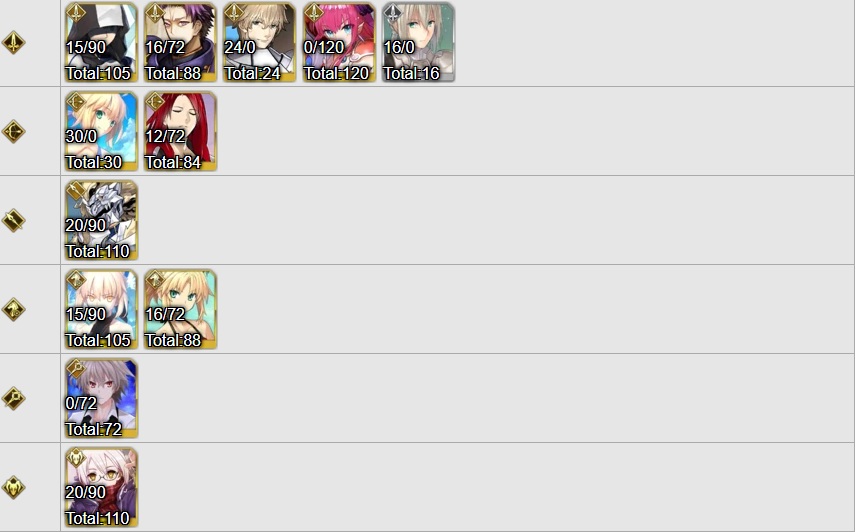 15/90
Total:105
16/72
Total:88
24/0
Total:24
0/120
Total:120
16/0
Total:16
30/0
Total:30
12/72
Total:84
20/90
Total:110
15/90
Total:105
16/72
Total:88
0/72
Total:72
20/90
Total:110